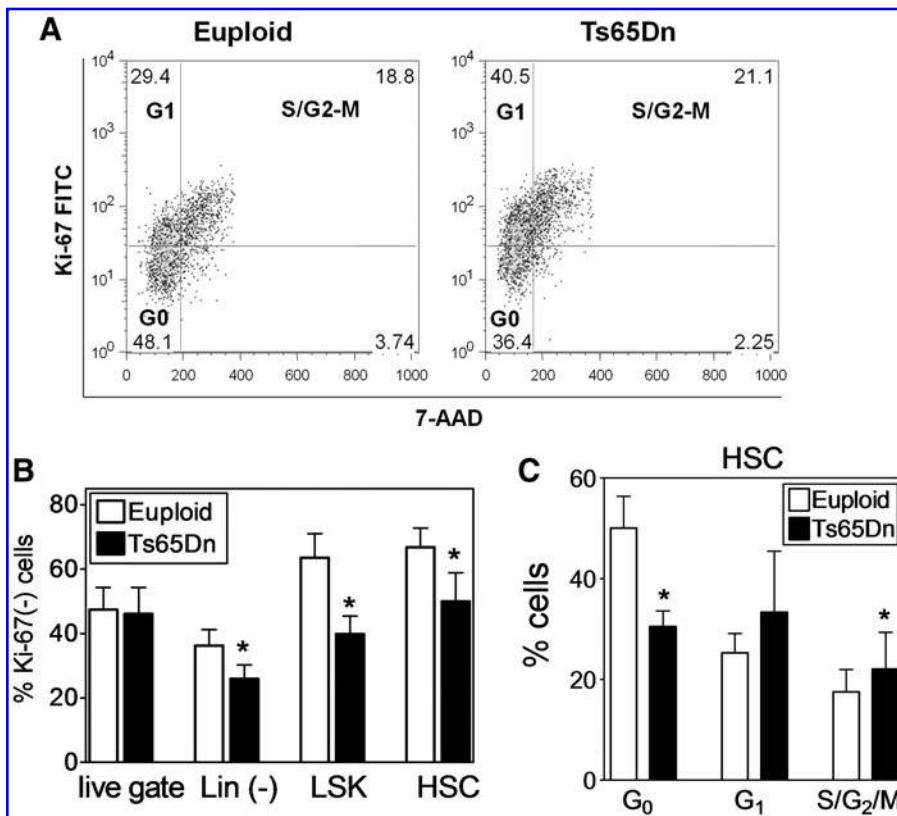 A
Euploid
Ts65Dn
10⁴
29.4
18.8
G1
S/G2-M
10³
10²
10¹
G0
48.1
3.74
10⁰
0 200 400 600 800 1000
Ki-67 FITC
10⁴
40.5
21.1
G1
S/G2-M
10³
10²
10¹
G0
36.4
2.25
10⁰
0 200 400 600 800 1000
7-AAD
B
% Ki-67(-) cells
80
60
40
20
0
Euploid
Ts65Dn
*
*
*
live gate Lin (-) LSK HSC
C
HSC
% cells
60
40
20
0
Euploid
Ts65Dn
*
*
G₀ G₁ S/G₂/M